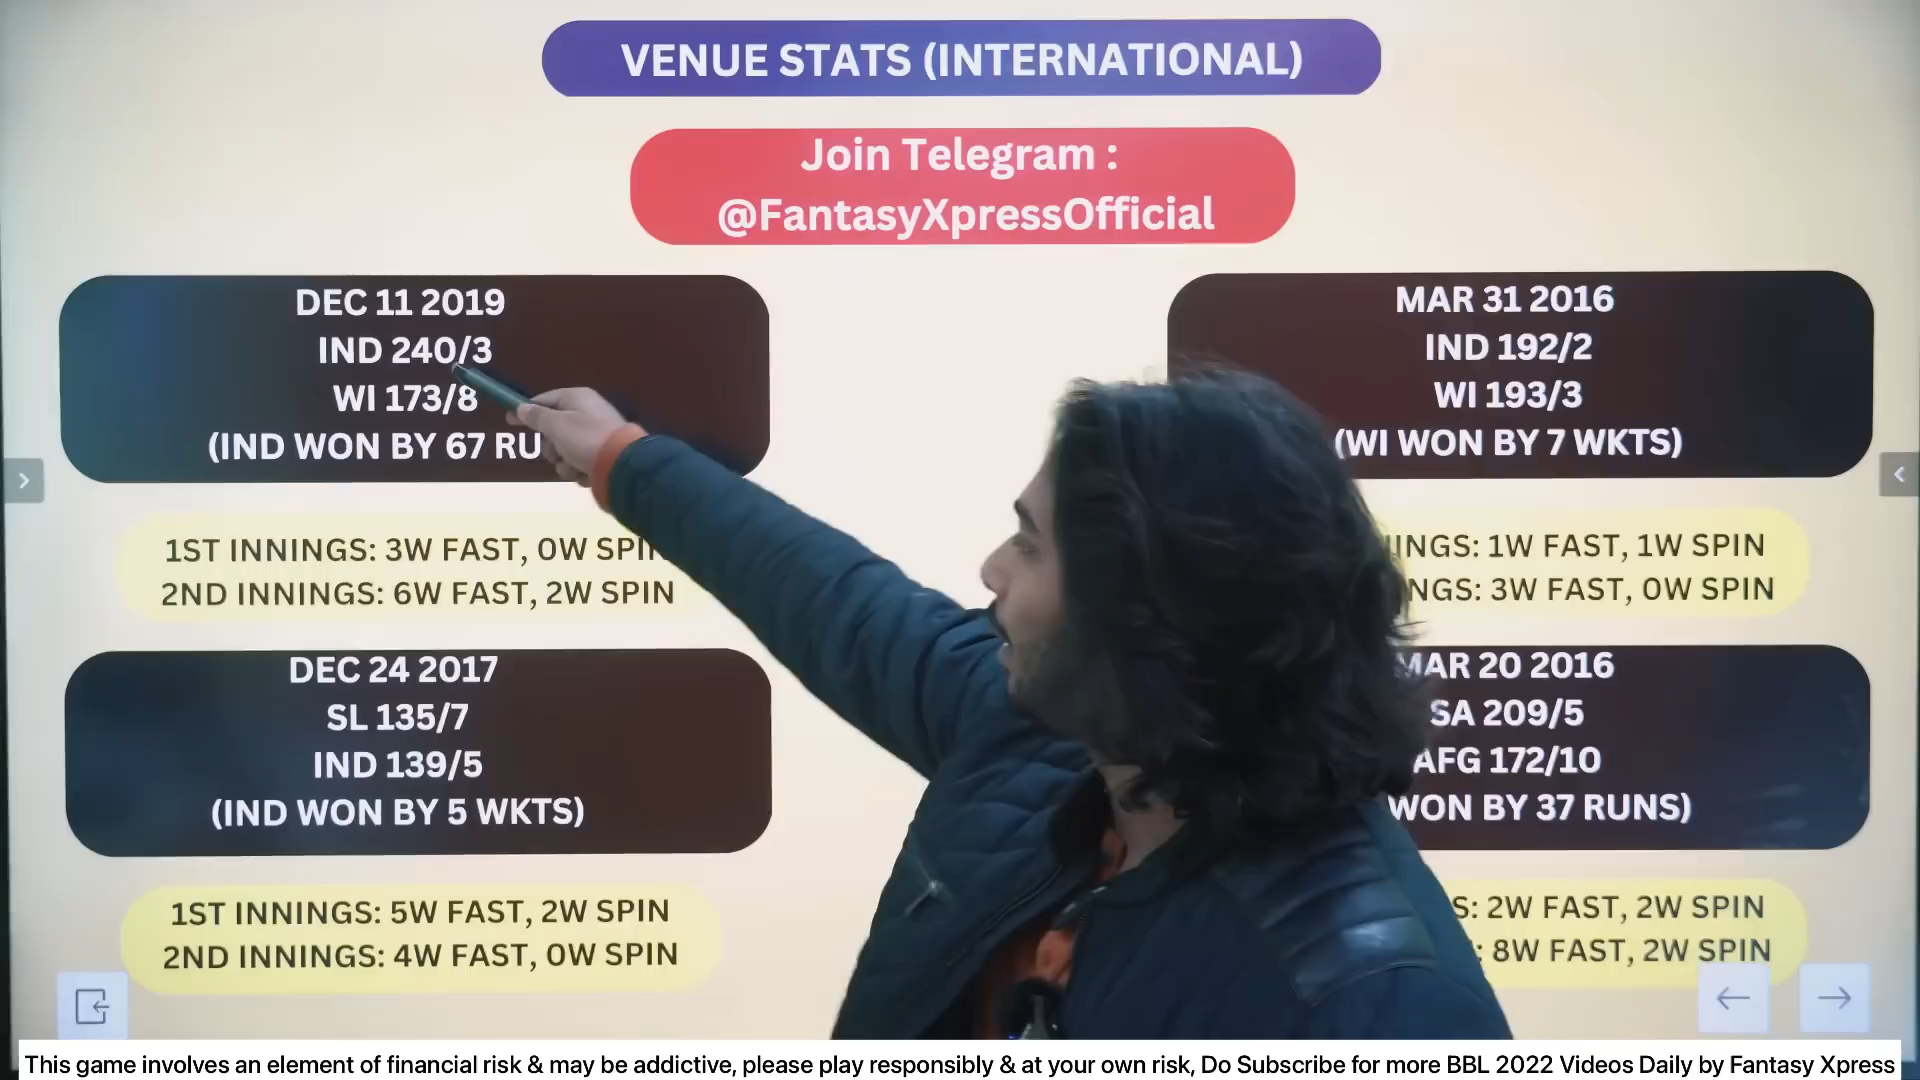 VENUE STATS (INTERNATIONAL)
Join Telegram :
@FantasyXpressOfficial
DEC 11 2019
IND 240/3
WI 173/8
(IND WON BY 67 RU
1ST INNINGS: 3W FAST, 0W SPIN
2ND INNINGS: 6W FAST, 2W SPIN
DEC 24 2017
SL 135/7
IND 139/5
(IND WON BY 5 WKTS)
1ST INNINGS: 5W FAST, 2W SPIN
2ND INNINGS: 4W FAST, 0W SPIN
MAR 31 2016
IND 192/2
WI 193/3
(WI WON BY 7 WKTS)
INGS: 1W FAST, 1W SPIN
NGS: 3W FAST, 0W SPIN
MAR 20 2016
SA 209/5
AFG 172/10
WON BY 37 RUNS)
S: 2W FAST, 2W SPIN
: 8W FAST, 2W SPIN
This game involves an element of financial risk & may be addictive, please play responsibly & at your own risk, Do Subscribe for more BBL 2022 Videos Daily by Fantasy Xpress